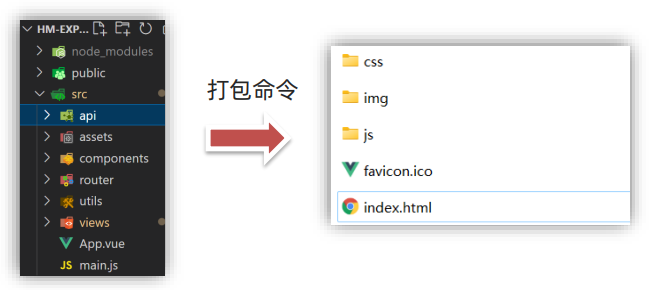 HM-EXP...
node_modules
public
src
api
assets
components
router
utils
views
App.vue
JS main.js
打包命令
css
img
js
favicon.ico
index.html